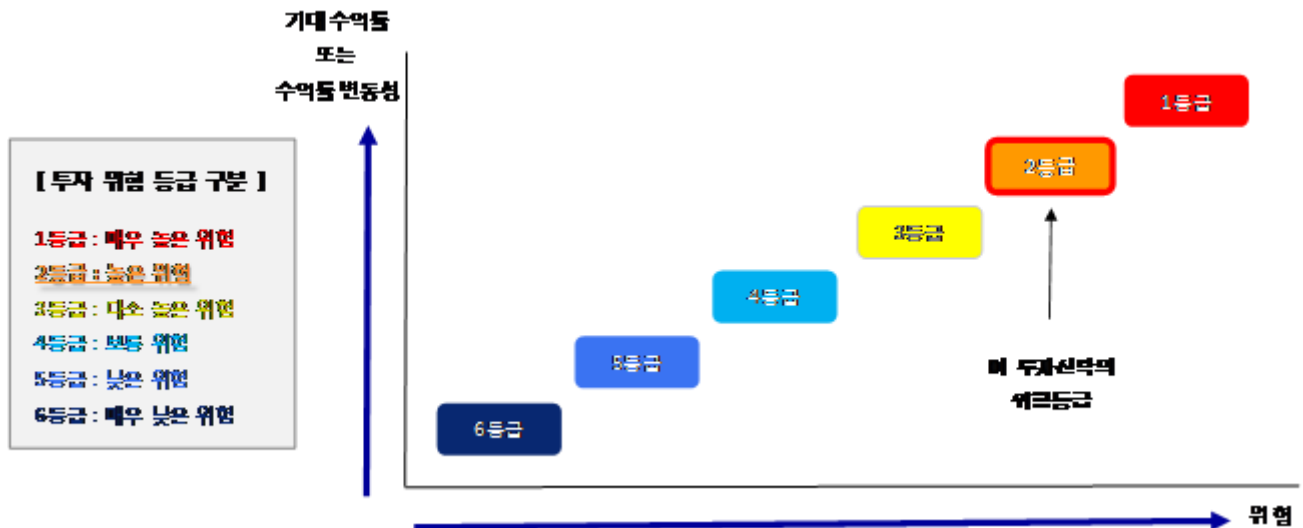 기대 수익률
또는
수익률 변동성
[ 투자 위험 등급 구분 ]
1등급 : 매우 높은 위험
2등급 : 높은 위험
3등급 : 다소 높은 위험
4등급 : 보통 위험
5등급 : 낮은 위험
6등급 : 매우 낮은 위험
1등급
2등급
3등급
4등급
5등급
6등급
이 투자신탁의
위험등급
위험